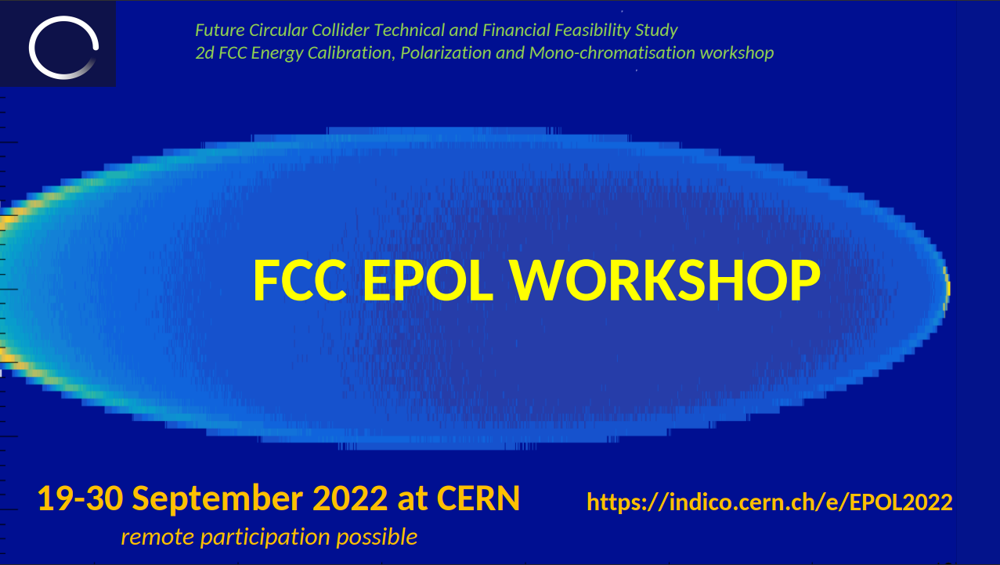 Future Circular Collider Technical and Financial Feasibility Study
2d FCC Energy Calibration, Polarization and Mono-chromatisation workshop
FCC EPOL WORKSHOP
19-30 September 2022 at CERN
https://indico.cern.ch/e/EPOL2022
remote participation possible